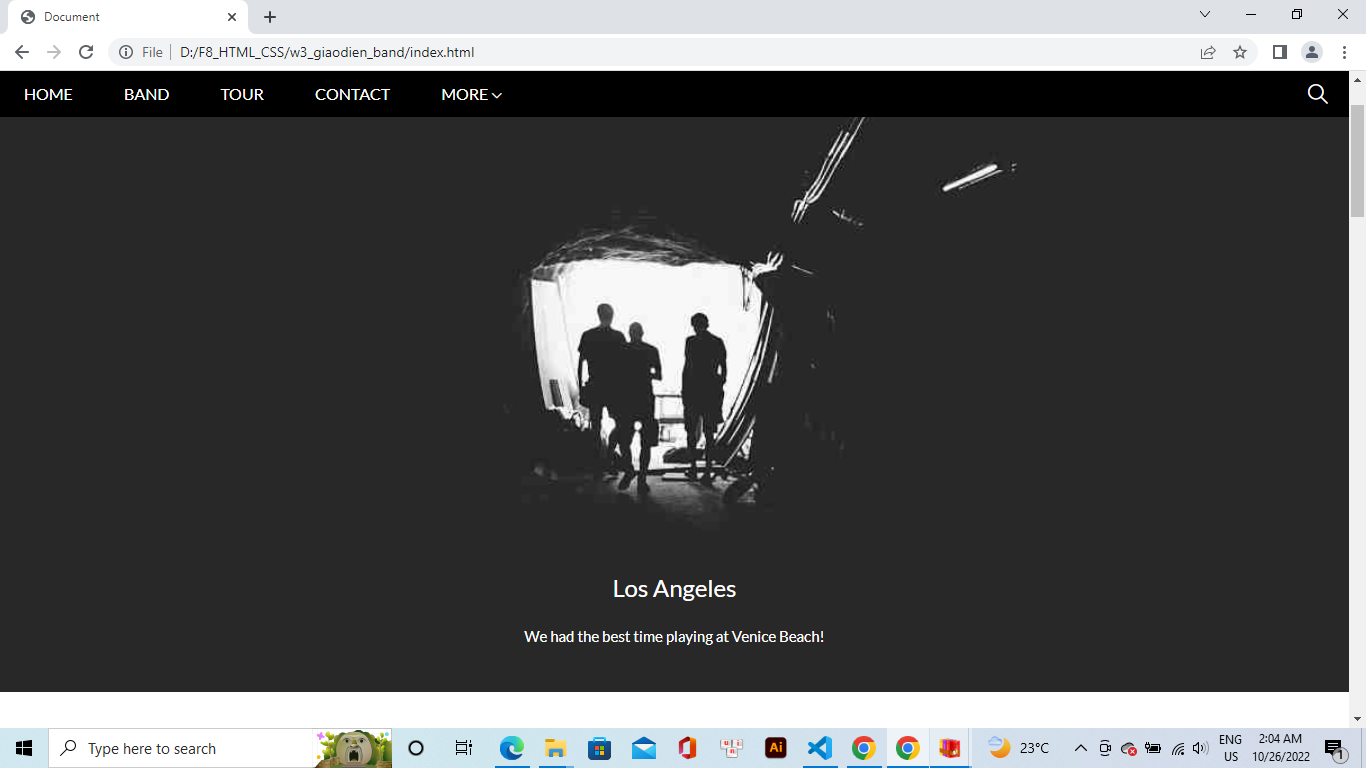 Document
File
D:/F8_HTML_CSS/w3_giaodien_band/index.html
HOME BAND TOUR CONTACT MORE
Los Angeles
We had the best time playing at Venice Beach!
Type here to search
Ai
23°C
ENG
US
2:04 AM
10/26/2022
1